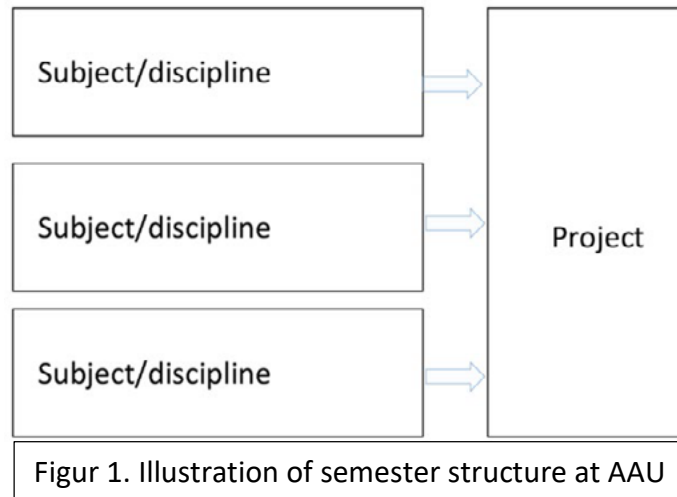 Subject/discipline
Subject/discipline
Project
Subject/discipline
Figur 1. Illustration of semester structure at AAU